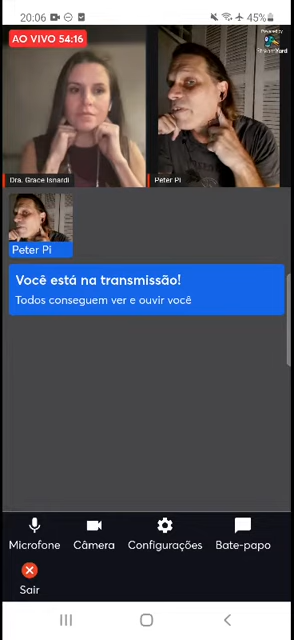 20:06
45%
AO VIVO 54:16
Powered by
StreamYard
Dra. Grace Isnardi
Peter Pi
Peter Pi
Você está na transmissão!
Todos conseguem ver e ouvir você
Microfone
Câmera
Configurações
Bate-papo
Sair